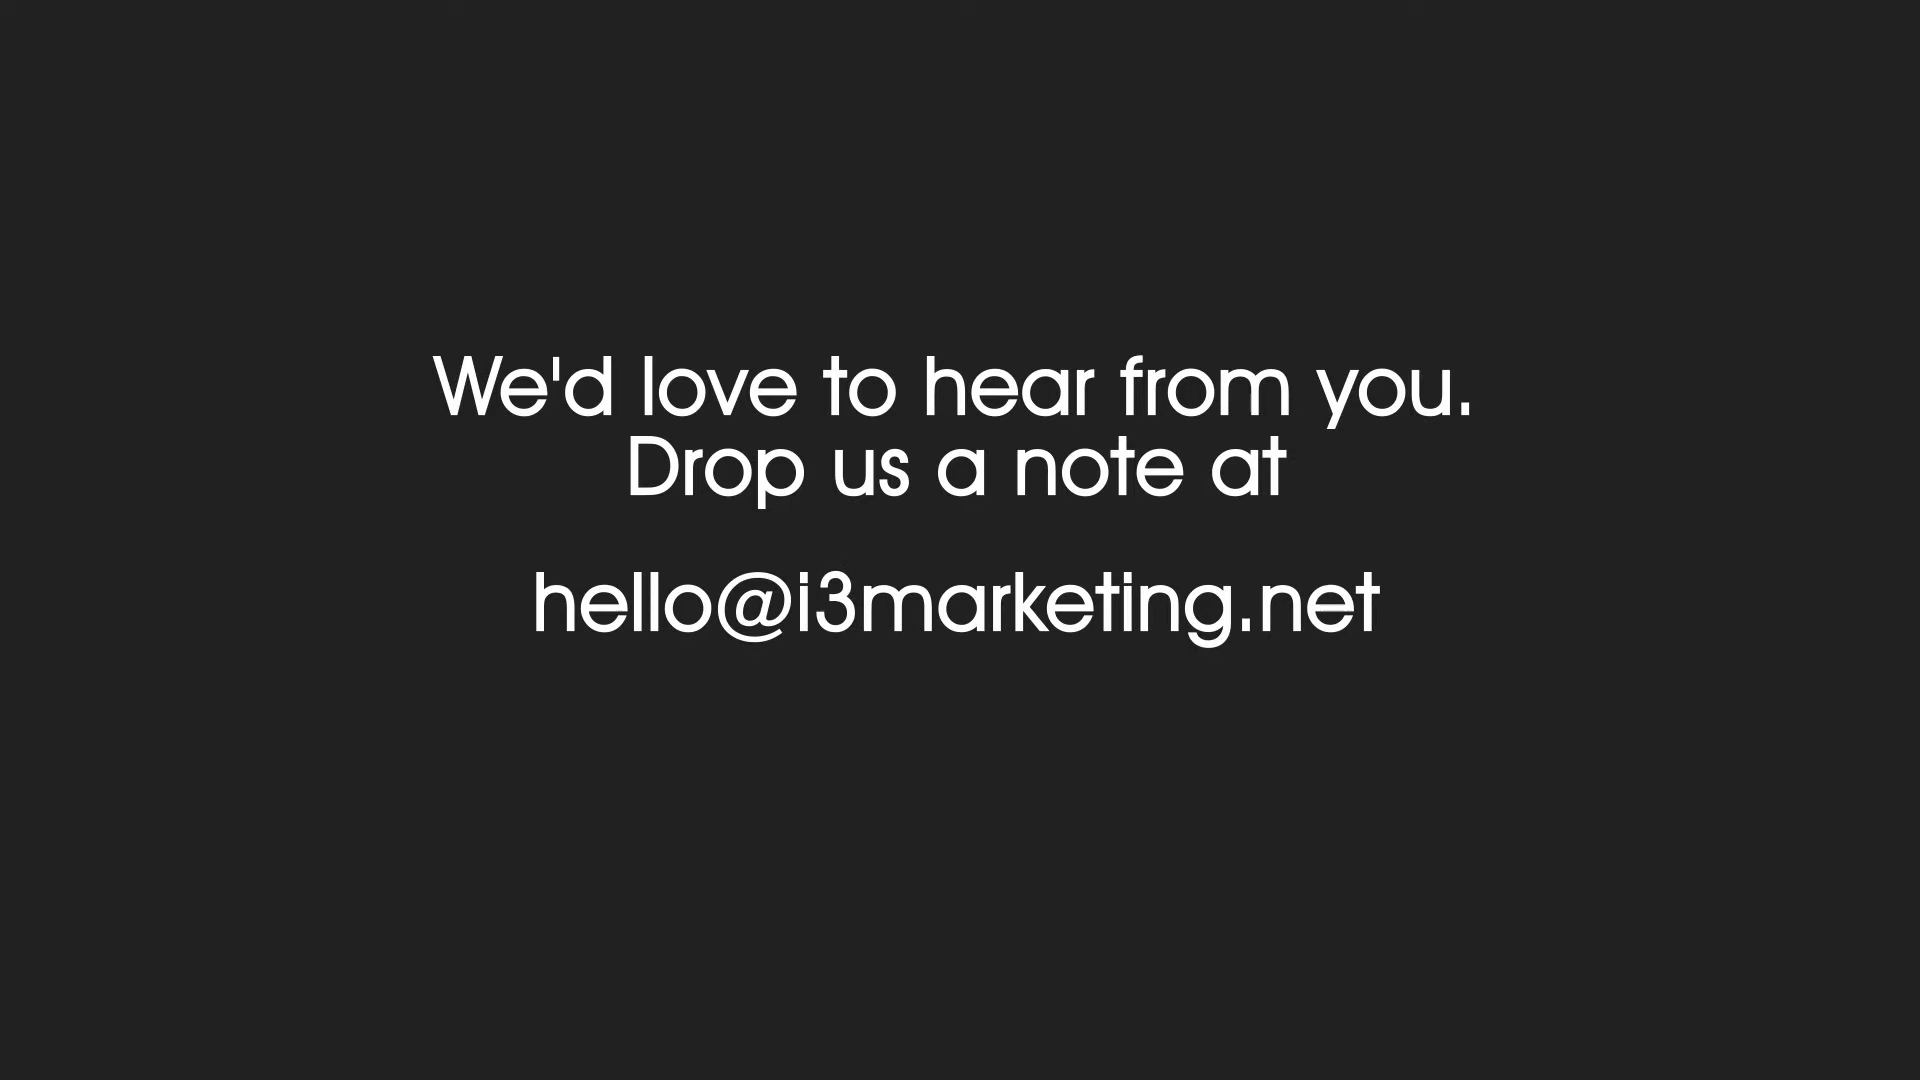 We'd love to hear from you.
Drop us a note at
hello@i3marketing.net